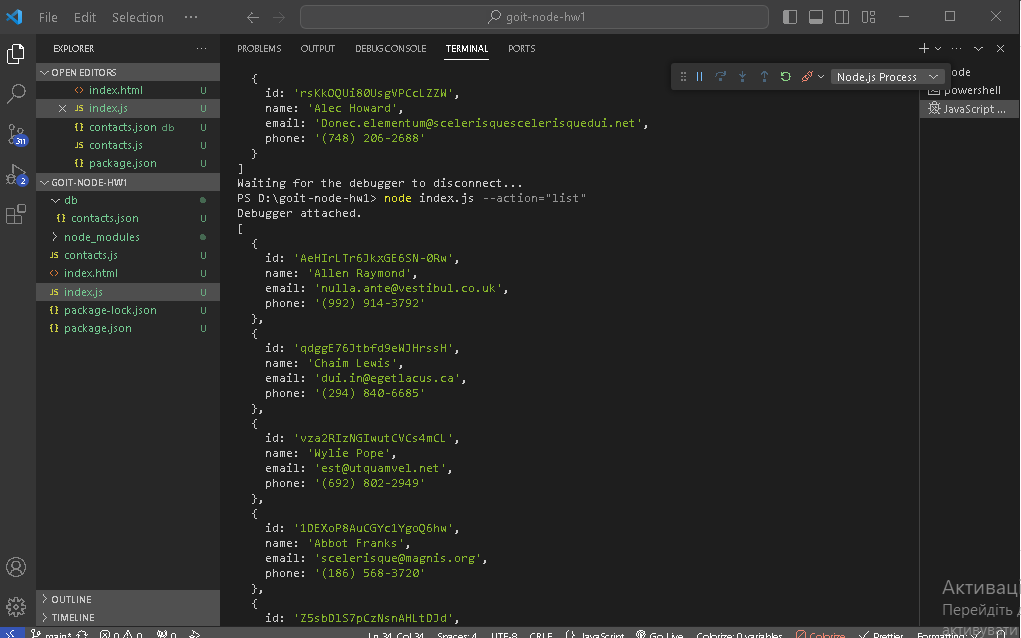 File Edit Selection ··· goit-node-hw1
EXPLORER ···
OPEN EDITORS
index.html U
JS index.js U
{} contacts.json db U
JS contacts.js U
{} package.json U
GOIT-NODE-HW1
db
{} contacts.json U
node_modules
JS contacts.js U
index.html U
JS index.js U
{} package-lock.json U
{} package.json U
OUTLINE
TIMELINE
311
2
PROBLEMS OUTPUT DEBUG CONSOLE TERMINAL PORTS
Node.js Process
powershell
JavaScript ...
{
id: 'rsKkOQUi80UsgVPCcLZZW',
name: 'Alec Howard',
email: 'Donec.elementum@scelerisquescelerisquedui.net',
phone: '(748) 206-2688'
}
]
Waiting for the debugger to disconnect...
PS D:\goit-node-hw1> node index.js --action="list"
Debugger attached.
[
{
id: 'AeHIrLTr6JkxGE6SN-0Rw',
name: 'Allen Raymond',
email: 'nulla.ante@vestibul.co.uk',
phone: '(992) 914-3792'
},
{
id: 'qdggE76Jtbfd9eWJHrssH',
name: 'Chaim Lewis',
email: 'dui.in@egetlacus.ca',
phone: '(294) 840-6685'
},
{
id: 'vza2RIzNGIwutCVCs4mCL',
name: 'Wylie Pope',
email: 'est@utquamvel.net',
phone: '(692) 802-2949'
},
{
id: '1DEXoP8AuCGYc1YgoQ6hw',
name: 'Abbot Franks',
email: 'scelerisque@magnis.org',
phone: '(186) 568-3720'
},
{
id: 'Z5sbDlS7pCzNsnAHLtDJd',
Активаці
Перейдіть
активувати
main* 0 0 0 Ln 34, Col 34 Spaces: 4 UTF-8 CRLF {} JavaScript Go Live Colorize: 0 variables Colorize Prettier Formatting